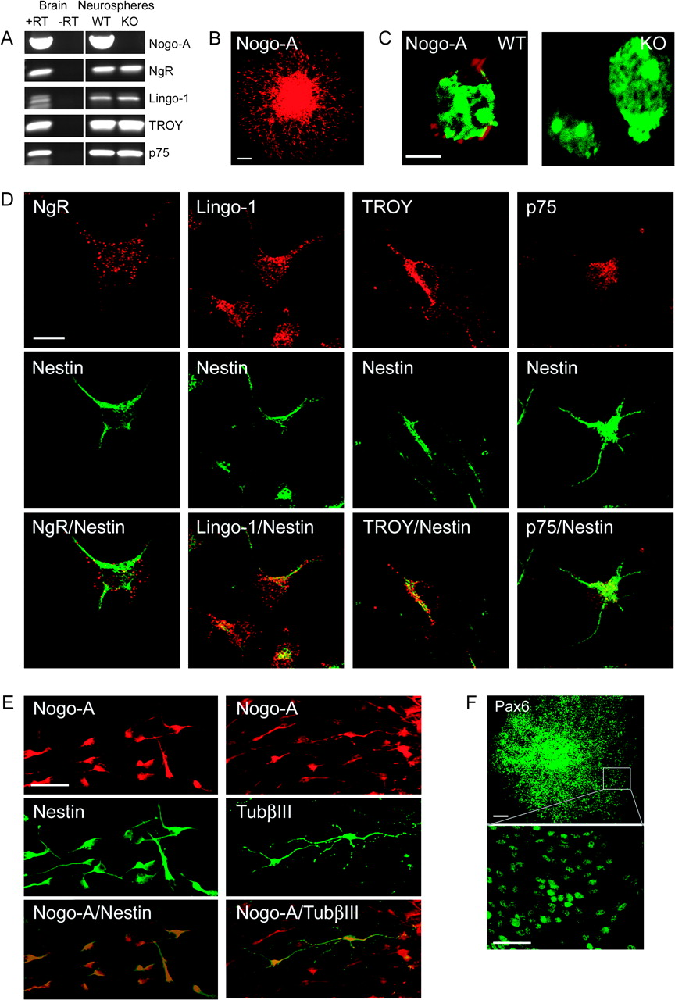 Brain Neurospheres
+RT -RT WT KO
A
Nogo-A
NgR
Lingo-1
TROY
p75
B
Nogo-A
C
Nogo-A WT
KO
D
NgR Lingo-1 TROY p75
Nestin Nestin Nestin Nestin
NgR/Nestin Lingo-1/Nestin TROY/Nestin p75/Nestin
E
Nogo-A Nogo-A
Nestin TubβIII
Nogo-A/Nestin Nogo-A/TubβIII
F
Pax6